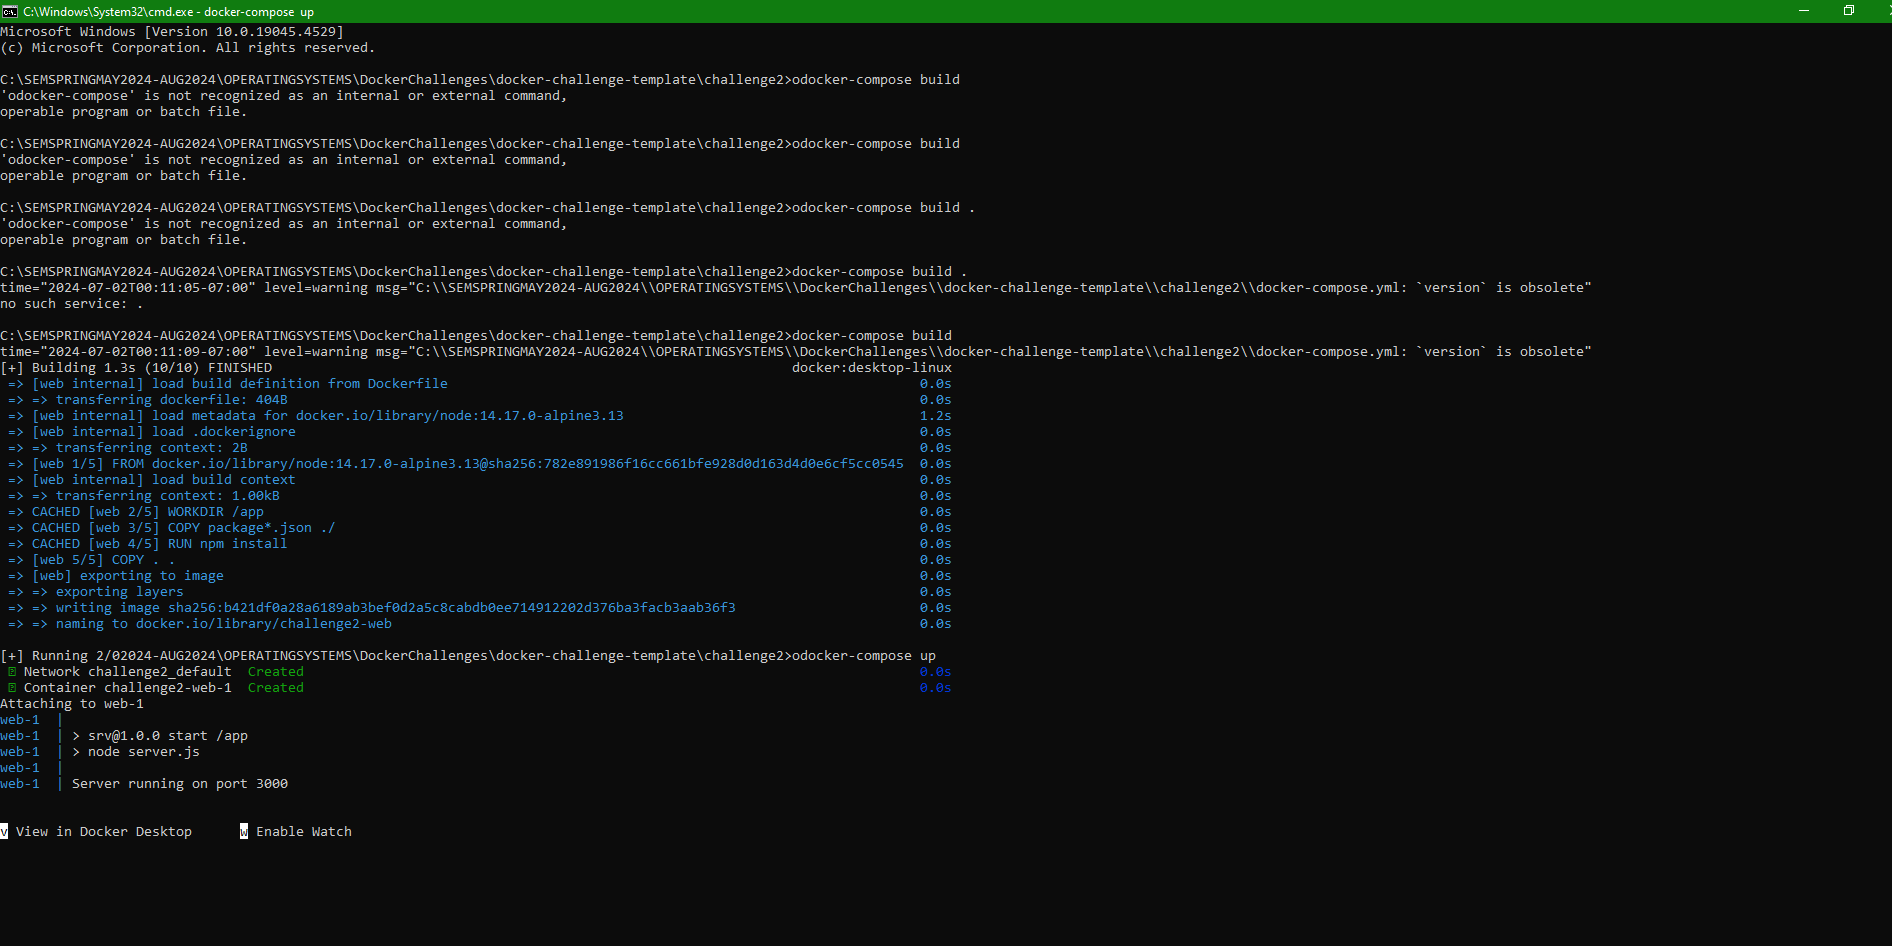 C:\Windows\System32\cmd.exe - docker-compose  up
Microsoft Windows [Version 10.0.19045.4529]
(c) Microsoft Corporation. All rights reserved.
C:\SEMSPRINGMAY2024-AUG2024\OPERATINGSYSTEMS\DockerChallenges\docker-challenge-template\challenge2>odocker-compose build
'odocker-compose' is not recognized as an internal or external command,
operable program or batch file.
C:\SEMSPRINGMAY2024-AUG2024\OPERATINGSYSTEMS\DockerChallenges\docker-challenge-template\challenge2>odocker-compose build
'odocker-compose' is not recognized as an internal or external command,
operable program or batch file.
C:\SEMSPRINGMAY2024-AUG2024\OPERATINGSYSTEMS\DockerChallenges\docker-challenge-template\challenge2>odocker-compose build .
'odocker-compose' is not recognized as an internal or external command,
operable program or batch file.
C:\SEMSPRINGMAY2024-AUG2024\OPERATINGSYSTEMS\DockerChallenges\docker-challenge-template\challenge2>docker-compose build .
time="2024-07-02T00:11:05-07:00" level=warning msg="C:\\SEMSPRINGMAY2024-AUG2024\\OPERATINGSYSTEMS\\DockerChallenges\\docker-challenge-template\\challenge2\\docker-compose.yml: `version` is obsolete"
no such service: .
C:\SEMSPRINGMAY2024-AUG2024\OPERATINGSYSTEMS\DockerChallenges\docker-challenge-template\challenge2>docker-compose build
time="2024-07-02T00:11:09-07:00" level=warning msg="C:\\SEMSPRINGMAY2024-AUG2024\\OPERATINGSYSTEMS\\DockerChallenges\\docker-challenge-template\\challenge2\\docker-compose.yml: `version` is obsolete"
[+] Building 1.3s (10/10) FINISHED docker:desktop-linux
=> [web internal] load build definition from Dockerfile 0.0s
=> => transferring dockerfile: 404B 0.0s
=> [web internal] load metadata for docker.io/library/node:14.17.0-alpine3.13 1.2s
=> [web internal] load .dockerignore 0.0s
=> => transferring context: 2B 0.0s
=> [web 1/5] FROM docker.io/library/node:14.17.0-alpine3.13@sha256:782e891986f16cc661bfe928d0d163d4d0e6cf5cc0545 0.0s
=> [web internal] load build context 0.0s
=> => transferring context: 1.00kB 0.0s
=> CACHED [web 2/5] WORKDIR /app 0.0s
=> CACHED [web 3/5] COPY package*.json ./ 0.0s
=> CACHED [web 4/5] RUN npm install 0.0s
=> [web 5/5] COPY . . 0.0s
=> [web] exporting to image 0.0s
=> => exporting layers 0.0s
=> => writing image sha256:b421df0a28a6189ab3bef0d2a5c8cabdb0ee714912202d376ba3facb3aab36f3 0.0s
=> => naming to docker.io/library/challenge2-web 0.0s
[+] Running 2/02024-AUG2024\OPERATINGSYSTEMS\DockerChallenges\docker-challenge-template\challenge2>odocker-compose up
Network challenge2_default  Created 0.0s
Container challenge2-web-1  Created 0.0s
Attaching to web-1
web-1  |
web-1  | > srv@1.0.0 start /app
web-1  | > node server.js
web-1  |
web-1  | Server running on port 3000
v View in Docker Desktop w Enable Watch